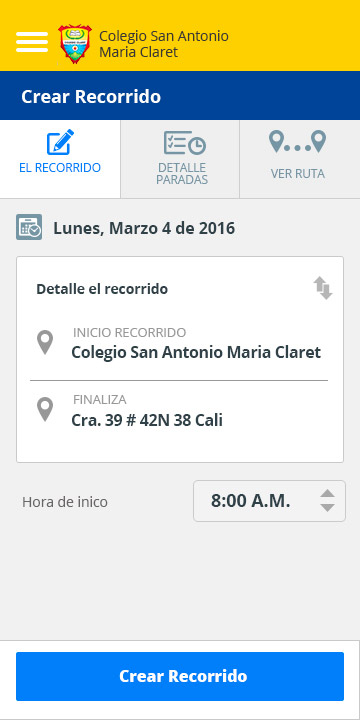 Colegio San Antonio
Maria Claret
Crear Recorrido
EL RECORRIDO
DETALLE
PARADAS
VER RUTA
Lunes, Marzo 4 de 2016
Detalle el recorrido
INICIO RECORRIDO
Colegio San Antonio Maria Claret
FINALIZA
Cra. 39 # 42N 38 Cali
Hora de inico
8:00 A.M.
Crear Recorrido